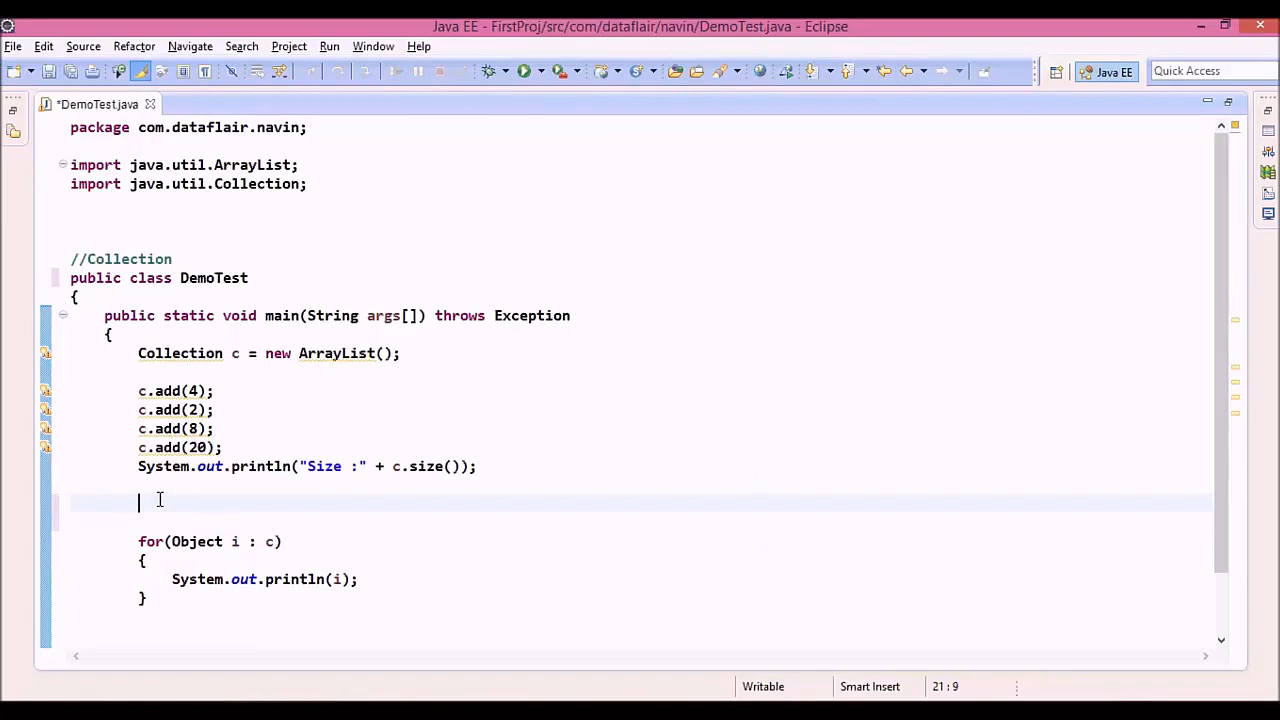 Java EE - FirstProj/src/com/dataflair/navin/DemoTest.java - Eclipse
File Edit Source Refactor Navigate Search Project Run Window Help
Java EE Quick Access
*DemoTest.java
package com.dataflair.navin;
import java.util.ArrayList;
import java.util.Collection;
//Collection
public class DemoTest
{
public static void main(String args[]) throws Exception
{
Collection c = new ArrayList();
c.add(4);
c.add(2);
c.add(8);
c.add(20);
System.out.println("Size :" + c.size());
for(Object i : c)
{
System.out.println(i);
}
Writable Smart Insert 21 : 9